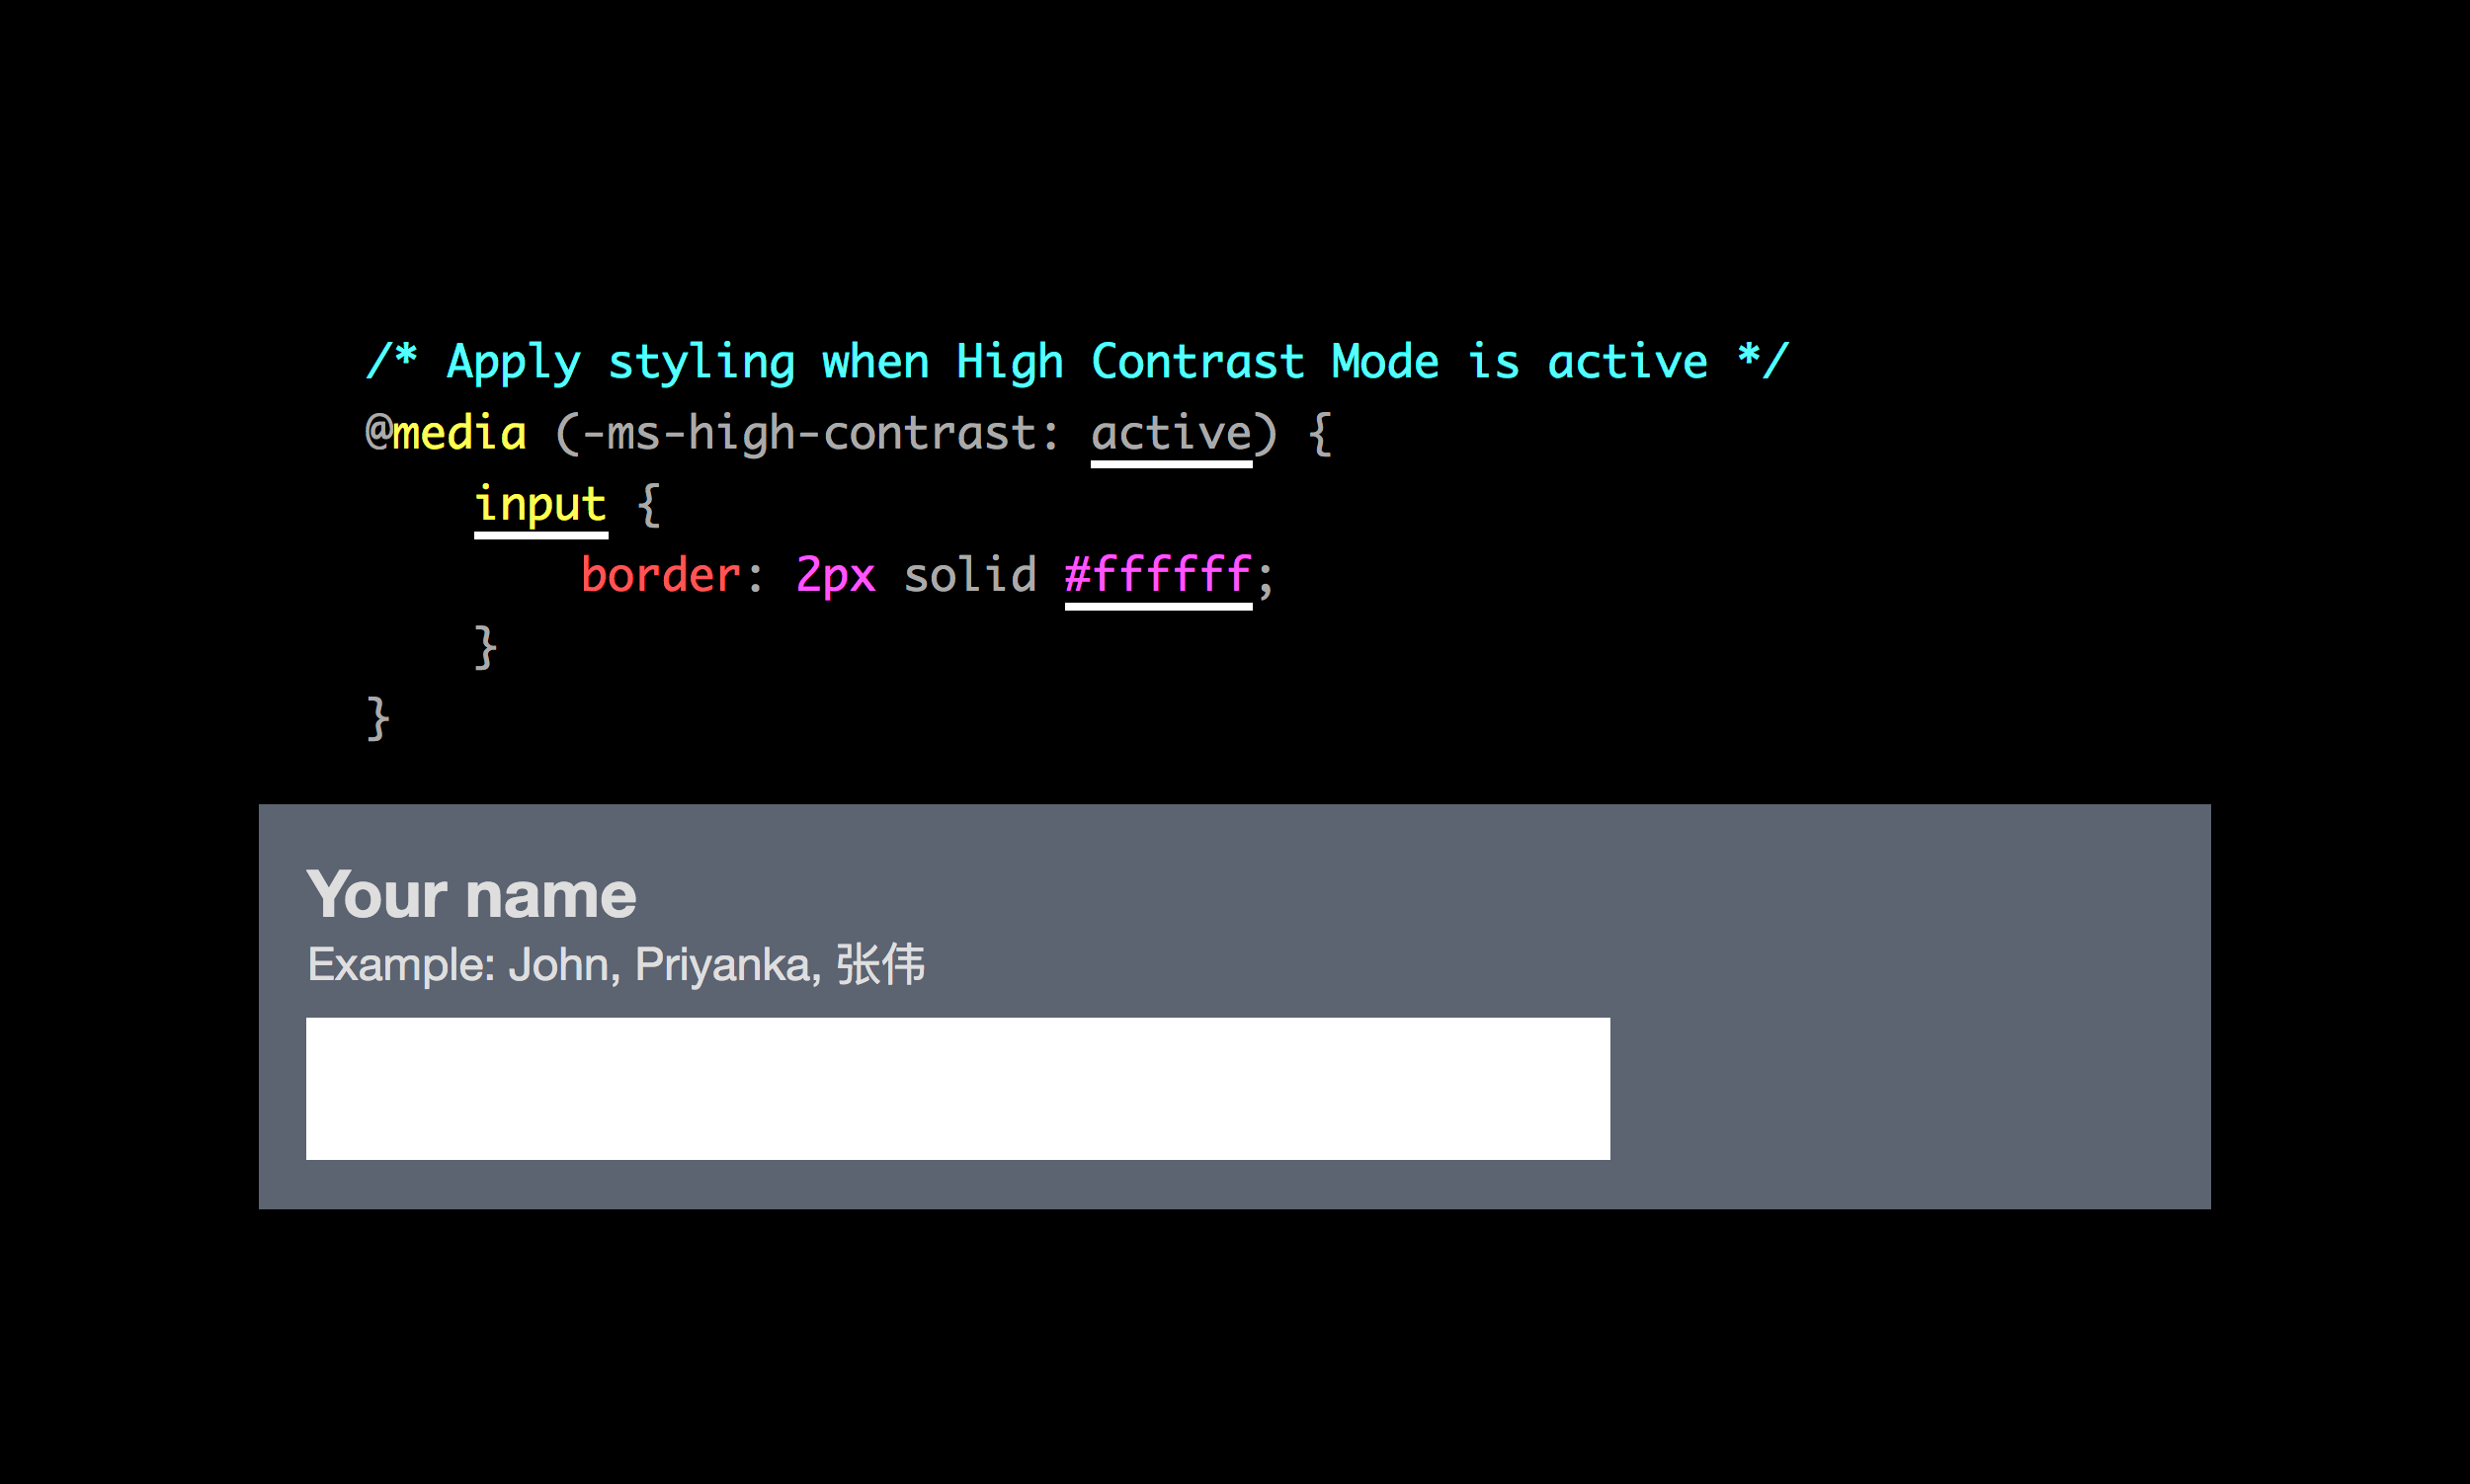 /* Apply styling when High Contrast Mode is active */
@media (-ms-high-contrast: active) {
input {
border: 2px solid #ffffff;
}
}
Your name
Example: John, Priyanka, 张伟